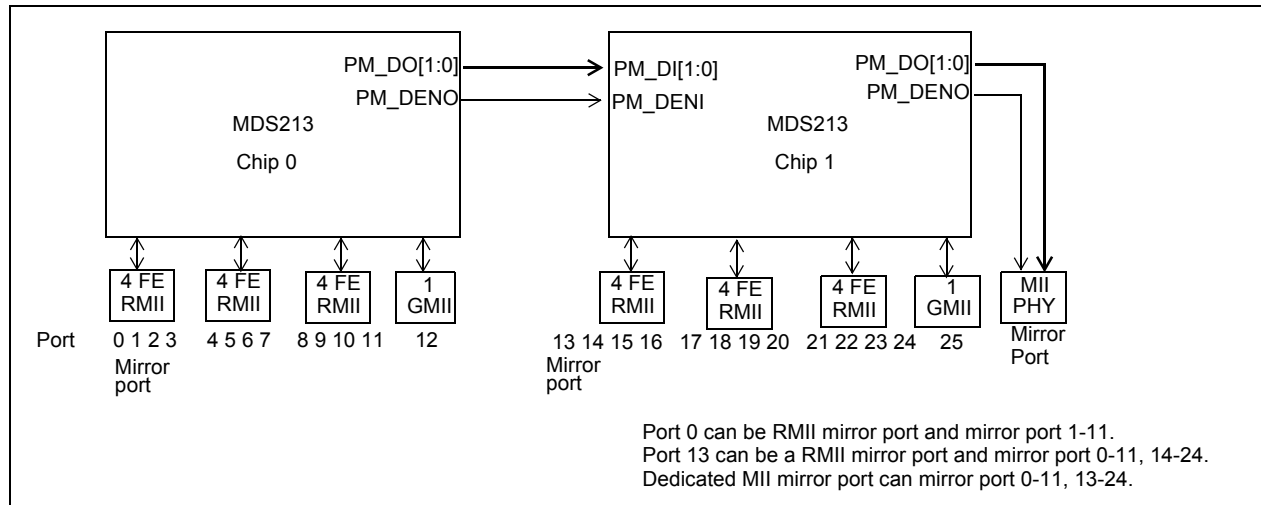 PM_DO[1:0]
PM_DENO
MDS213
Chip 0
PM_DI[1:0]
PM_DENI
PM_DO[1:0]
PM_DENO
MDS213
Chip 1
4 FE
RMII
4 FE
RMII
4 FE
RMII
1
GMII
4 FE
RMII
4 FE
RMII
4 FE
RMII
1
GMII
MII
PHY
Port 0 1 2 3 4 5 6 7 8 9 10 11 12 13 14 15 16 17 18 19 20 21 22 23 24 25
Mirror
port
Mirror
port
Mirror
Port
Port 0 can be RMII mirror port and mirror port 1-11.
Port 13 can be a RMII mirror port and mirror port 0-11, 14-24.
Dedicated MII mirror port can mirror port 0-11, 13-24.